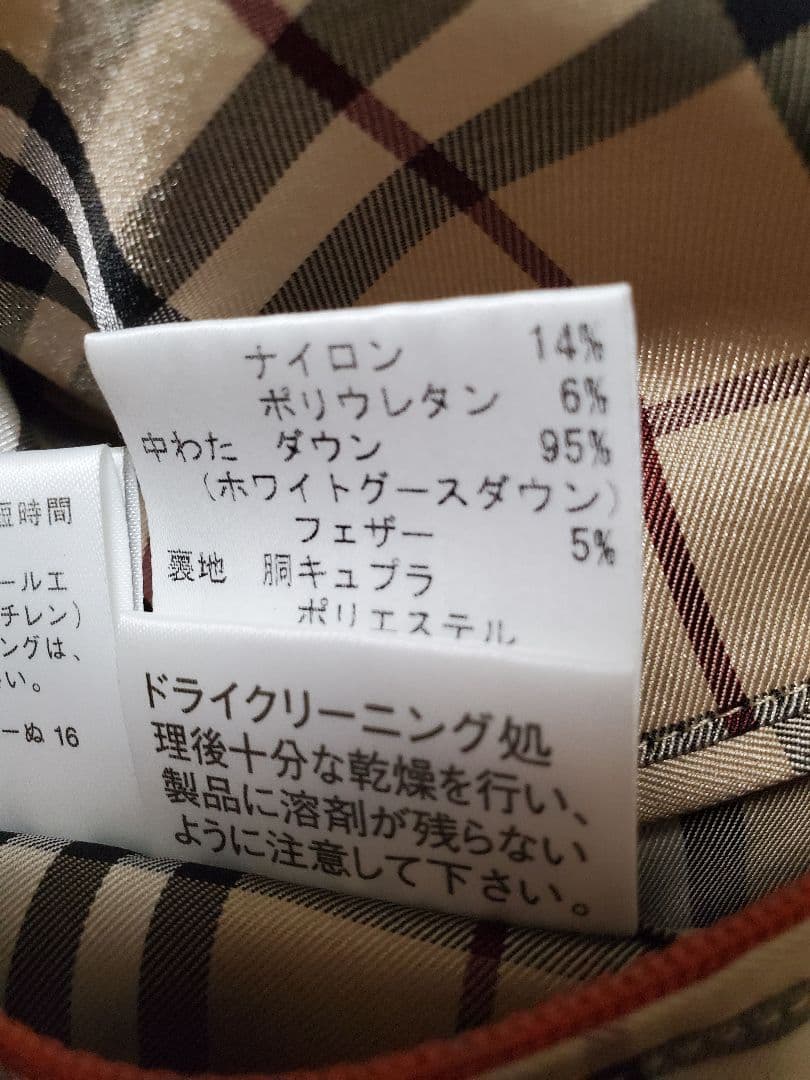 ナイロン 14%
ポリウレタン 6%
中わた ダウン 95%
(ホワイトグースダウン)
フェザー 5%
裏地 胴キュプラ
ポリエステル
ドライクリーニング処
理後十分な乾燥を行い、
製品に溶剤が残らない
ように注意して下さい。
短時間
ールエ
チレン)
ングは、
い。
ーぬ 16